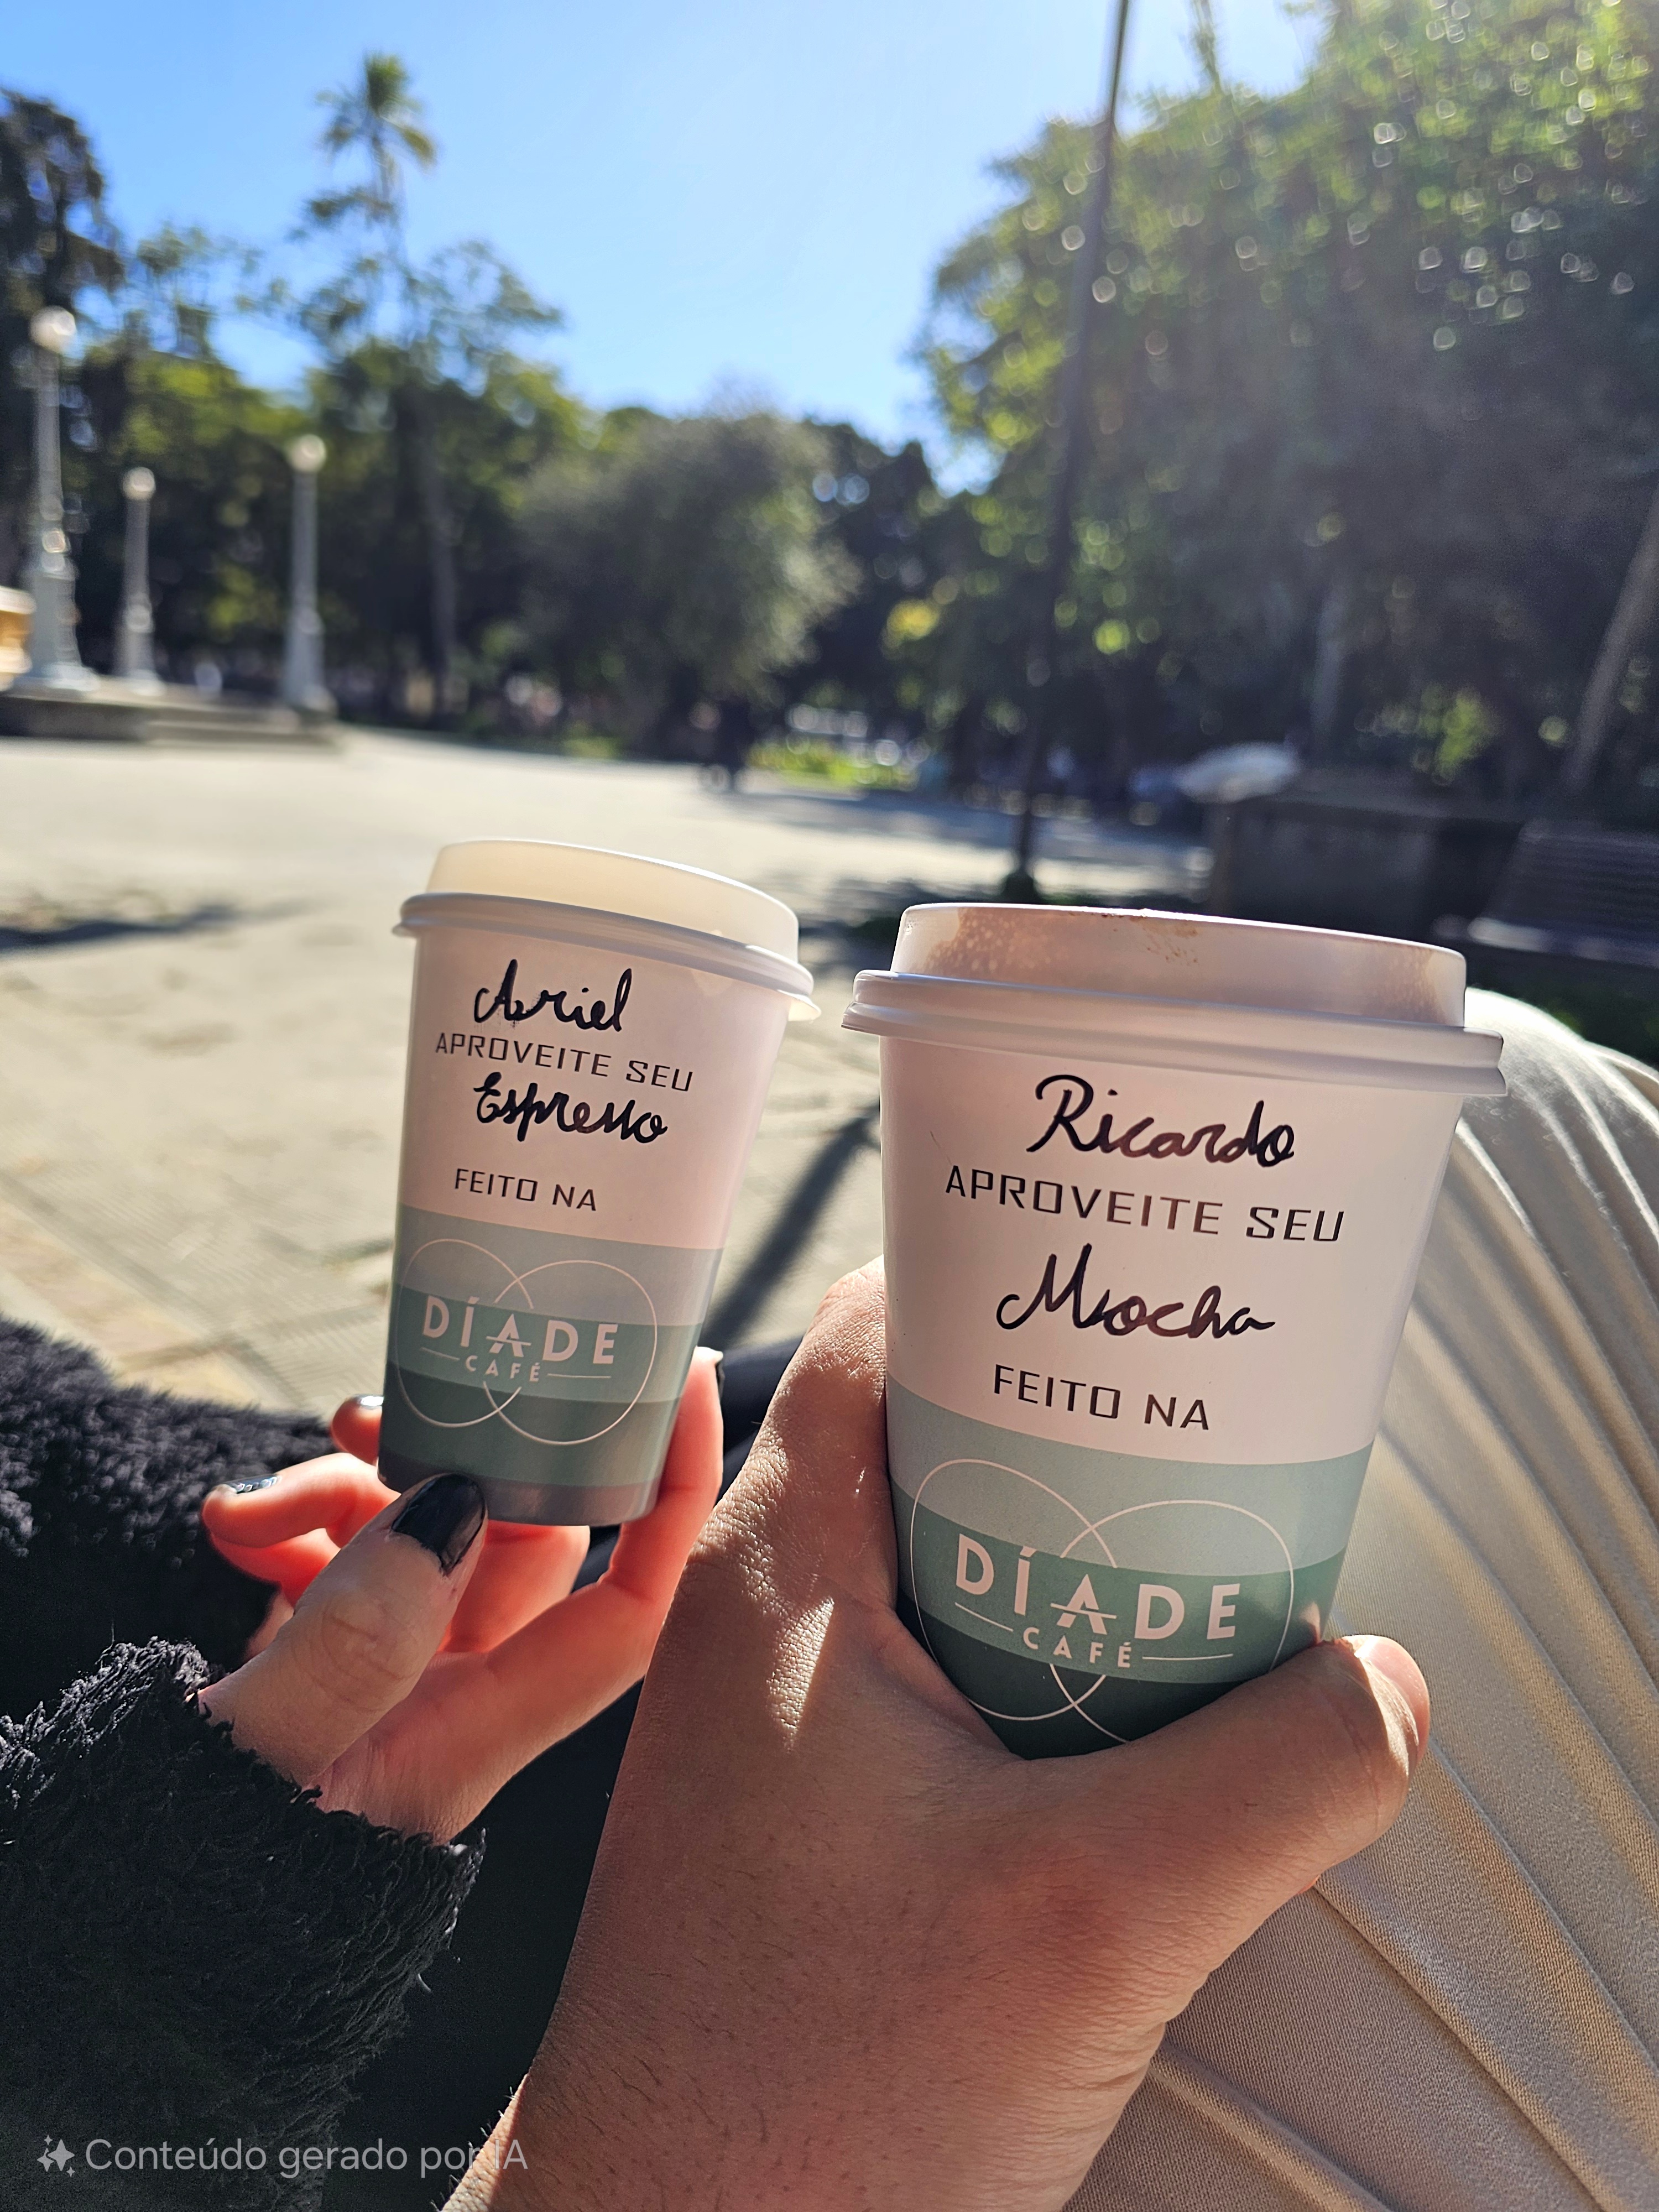 Ariel
APROVEITE SEU
Espresso
FEITO NA
DÍADE
CAFÉ
Ricardo
APROVEITE SEU
Mocha
FEITO NA
DÍADE
CAFÉ
Conteúdo gerado por IA